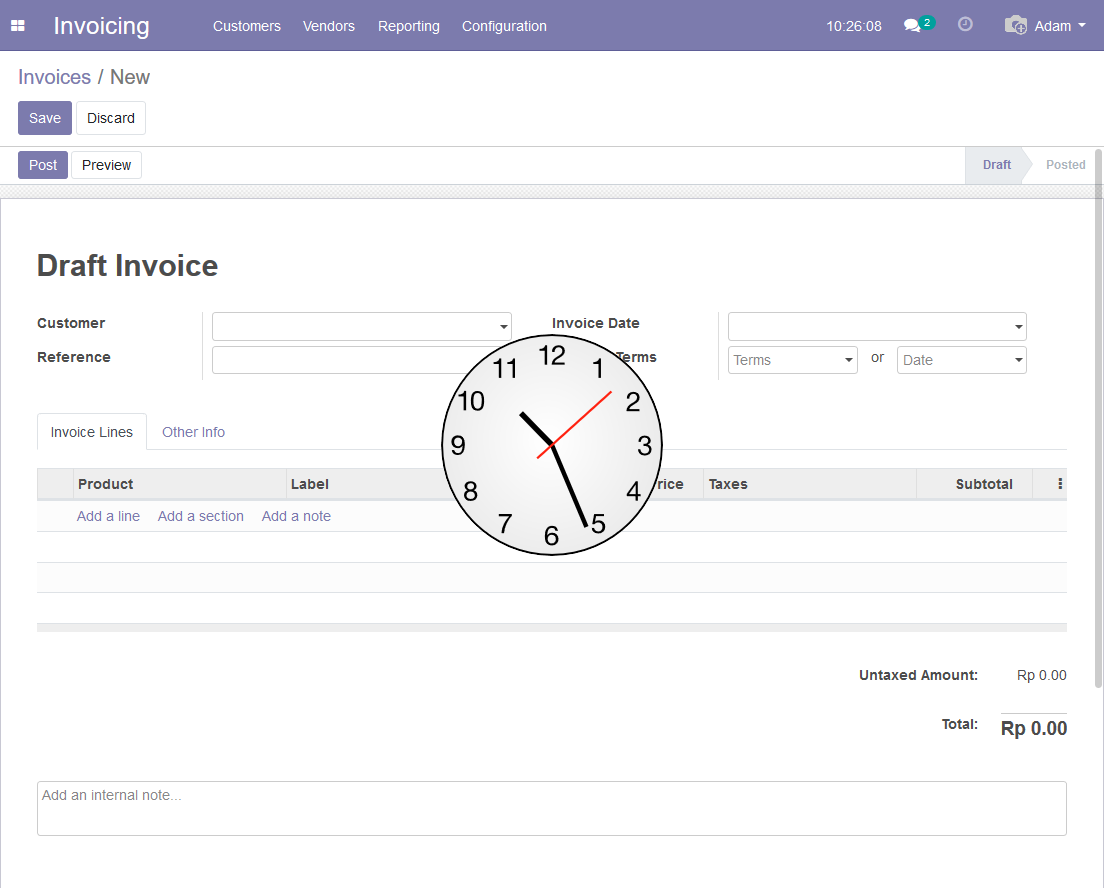 Invoicing Customers Vendors Reporting Configuration 10:26:08 2 Adam
Invoices / New
Save Discard
Post Preview Draft Posted
Draft Invoice
Customer Invoice Date
Reference Terms Terms or Date
Invoice Lines Other Info
Product Label rice Taxes Subtotal
Add a line Add a section Add a note
12
1
2
3
4
5
6
7
8
9
10
11
Untaxed Amount: Rp 0.00
Total: Rp 0.00
Add an internal note...